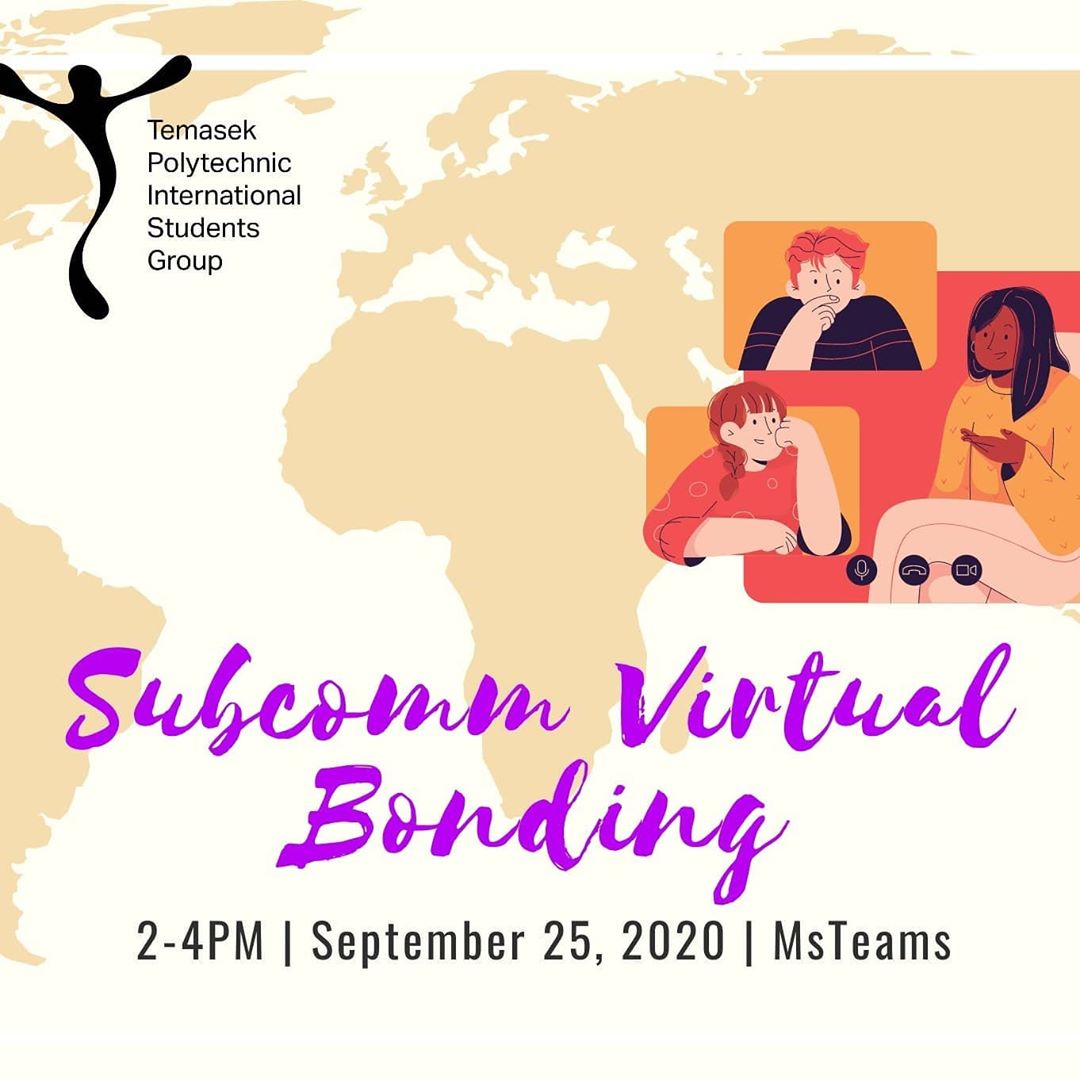 Temasek
Polytechnic
International
Students
Group
Subcomm Virtual
Bonding
2-4PM | September 25, 2020 | MsTeams